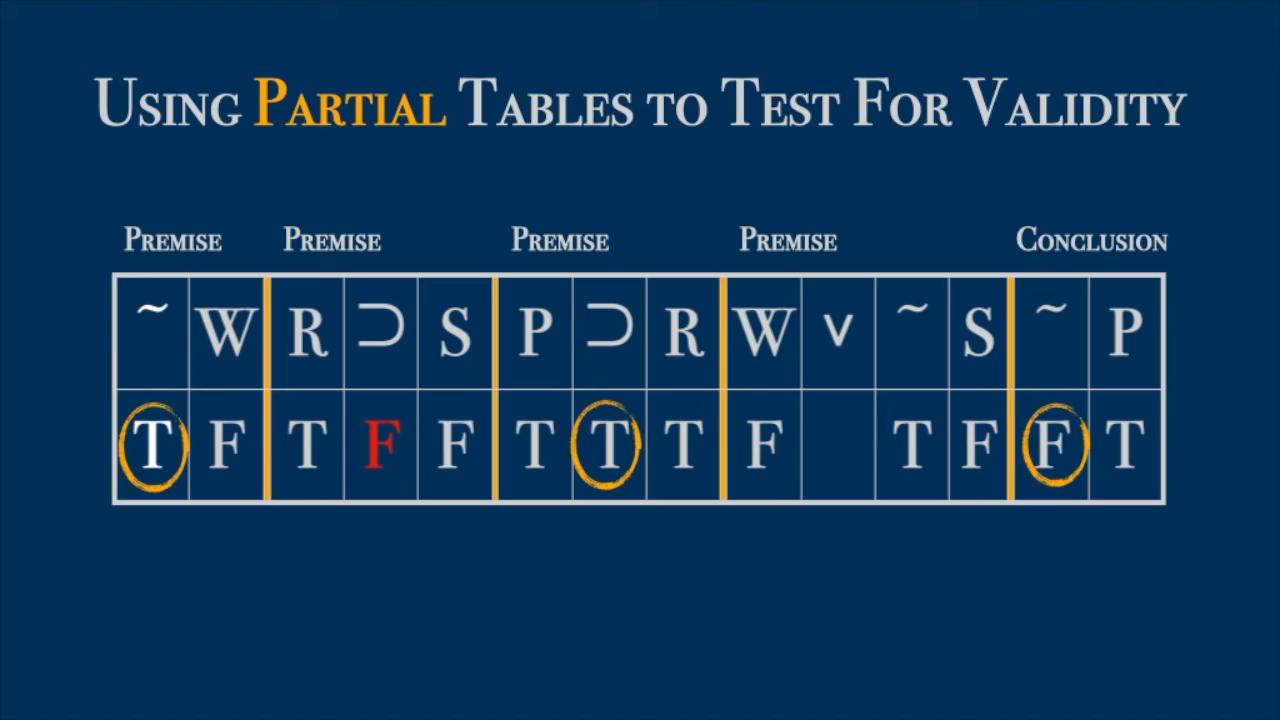 Using Partial Tables to Test For Validity
Premise Premise Premise Premise Conclusion
~ W R ⊃ S P ⊃ R W ∨ ~ S ~ P
T F T F F T T T F T F F T